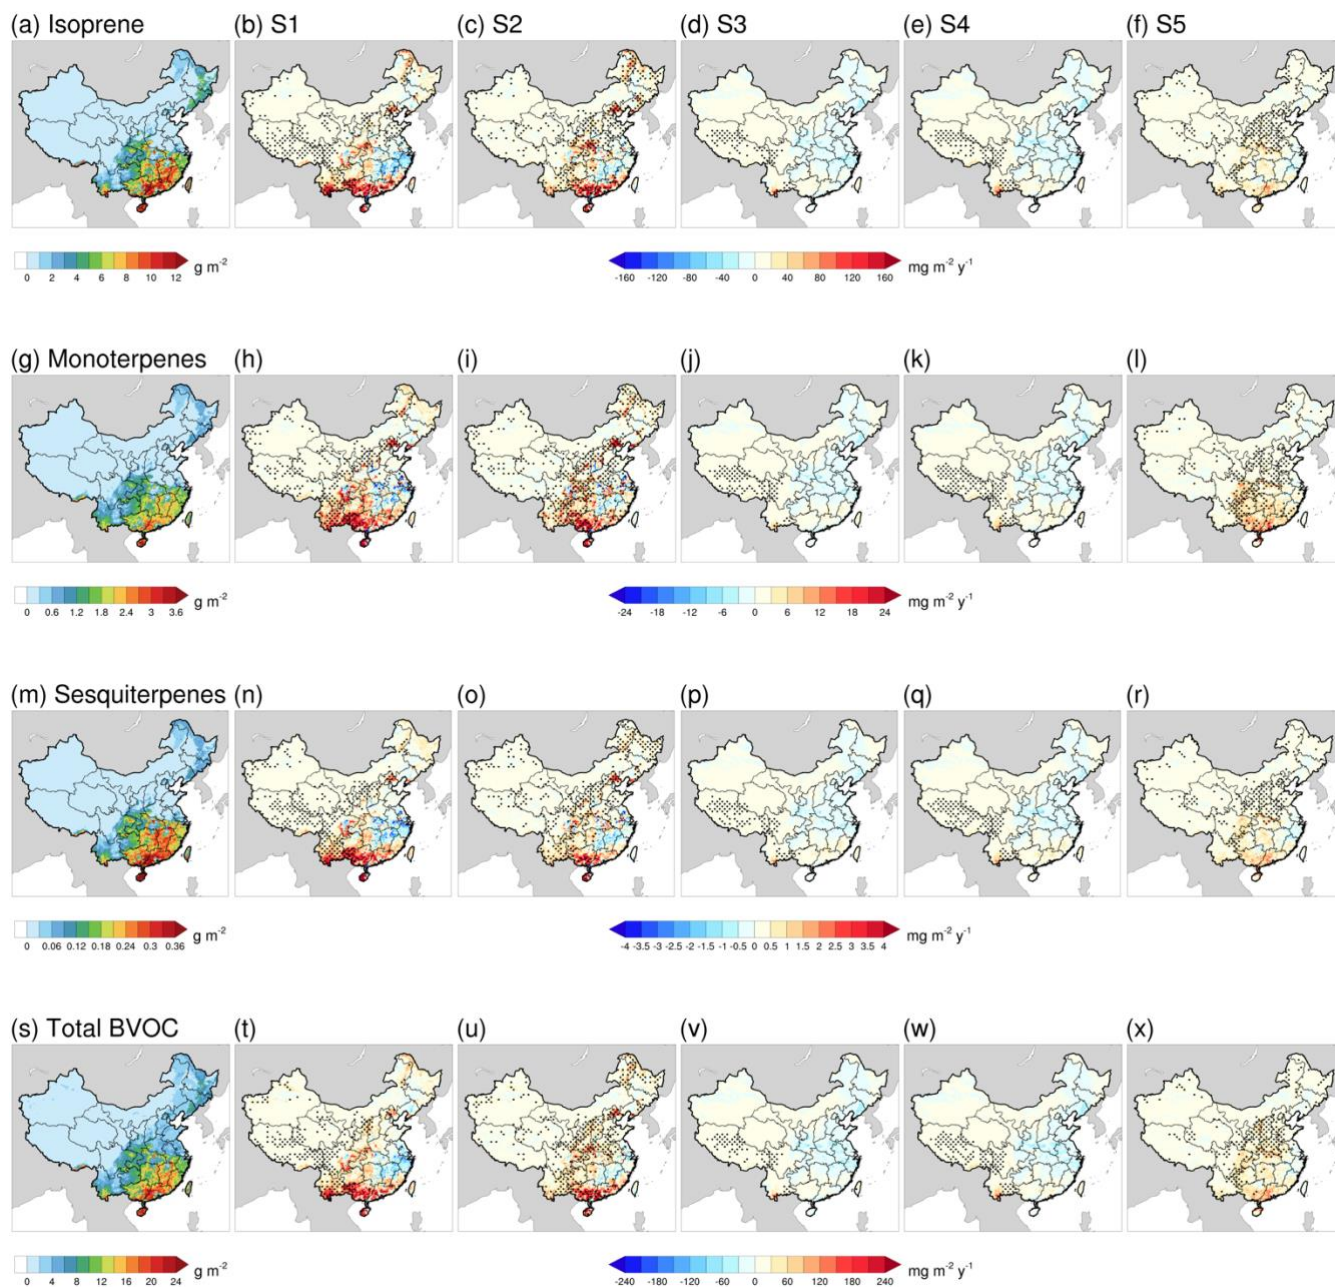 (a) Isoprene (b) S1 (c) S2 (d) S3 (e) S4 (f) S5
0 2 4 6 8 10 12 g m-2 -160 -120 -80 -40 0 40 80 120 160 mg m-2 y-1
(g) Monoterpenes (h) (i) (j) (k) (l)
0 0.6 1.2 1.8 2.4 3 3.6 g m-2 -24 -18 -12 -6 0 6 12 18 24 mg m-2 y-1
(m) Sesquiterpenes (n) (o) (p) (q) (r)
0 0.06 0.12 0.18 0.24 0.3 0.36 g m-2 -4 -3.5 -3 -2.5 -2 -1.5 -1 -0.5 0 0.5 1 1.5 2 2.5 3 3.5 4 mg m-2 y-1
(s) Total BVOC (t) (u) (v) (w) (x)
0 4 8 12 16 20 24 g m-2 -240 -180 -120 -60 0 60 120 180 240 mg m-2 y-1